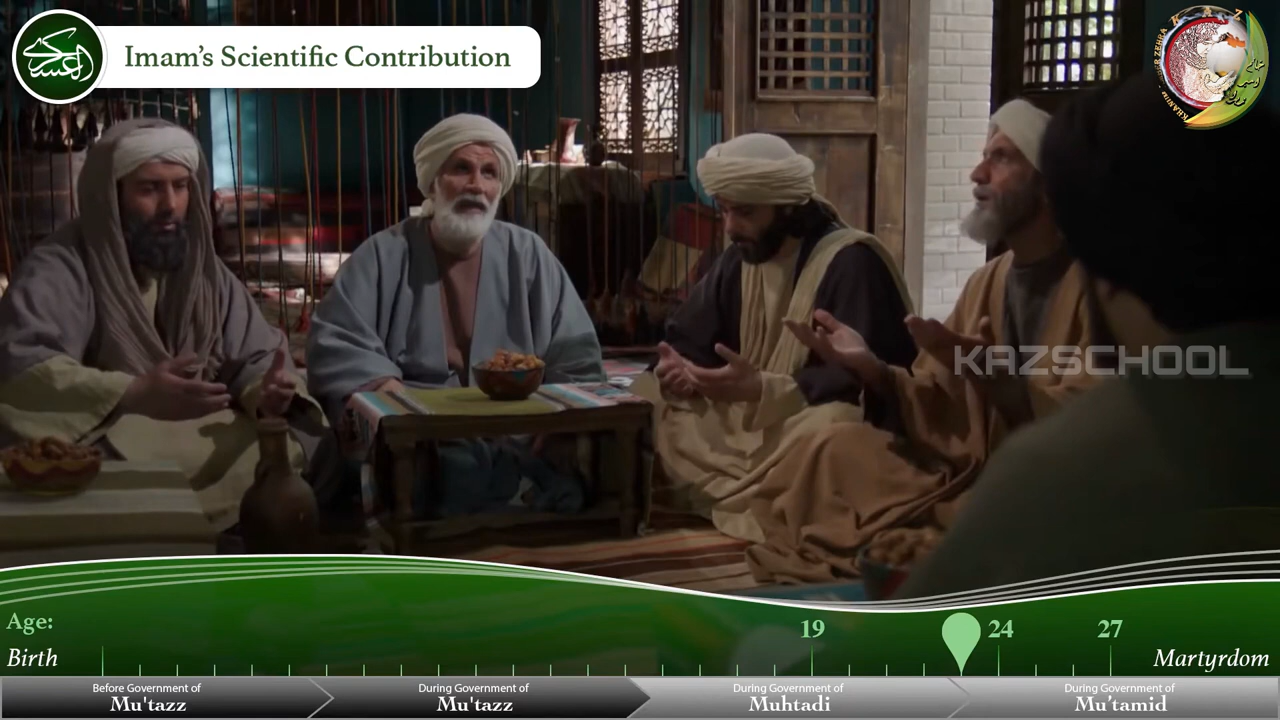 العسكري
Imam's Scientific Contribution
KAZSCHOOL
Age:
Birth
19
24
27
Martyrdom
Before Government of
Mu'tazz
During Government of
Mu'tazz
During Government of
Muhtadi
During Government of
Mu'tamid